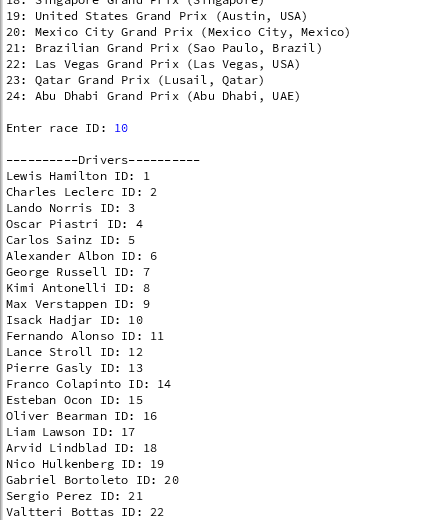 18: Singapore Grand Prix (Singapore)
19: United States Grand Prix (Austin, USA)
20: Mexico City Grand Prix (Mexico City, Mexico)
21: Brazilian Grand Prix (Sao Paulo, Brazil)
22: Las Vegas Grand Prix (Las Vegas, USA)
23: Qatar Grand Prix (Lusail, Qatar)
24: Abu Dhabi Grand Prix (Abu Dhabi, UAE)
Enter race ID: 10
----------Drivers----------
Lewis Hamilton ID: 1
Charles Leclerc ID: 2
Lando Norris ID: 3
Oscar Piastri ID: 4
Carlos Sainz ID: 5
Alexander Albon ID: 6
George Russell ID: 7
Kimi Antonelli ID: 8
Max Verstappen ID: 9
Isack Hadjar ID: 10
Fernando Alonso ID: 11
Lance Stroll ID: 12
Pierre Gasly ID: 13
Franco Colapinto ID: 14
Esteban Ocon ID: 15
Oliver Bearman ID: 16
Liam Lawson ID: 17
Arvid Lindblad ID: 18
Nico Hulkenberg ID: 19
Gabriel Bortoleto ID: 20
Sergio Perez ID: 21
Valtteri Bottas ID: 22